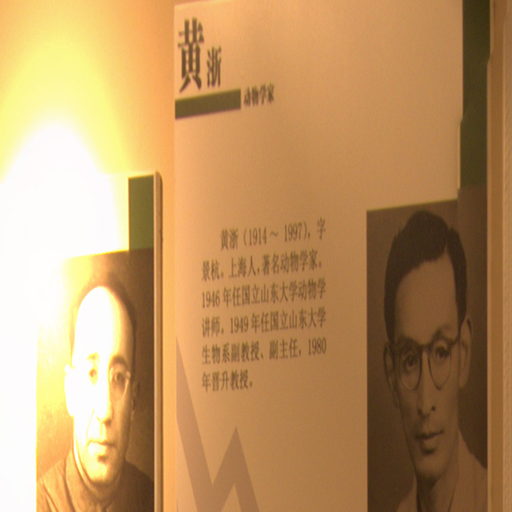 黄浙
动物学家
黄浙（1914～1997），字
景杭，上海人，著名动物学家。
1946年任国立山东大学动物学
讲师，1949年任国立山东大学
生物系副教授、副主任，1980
年晋升教授。